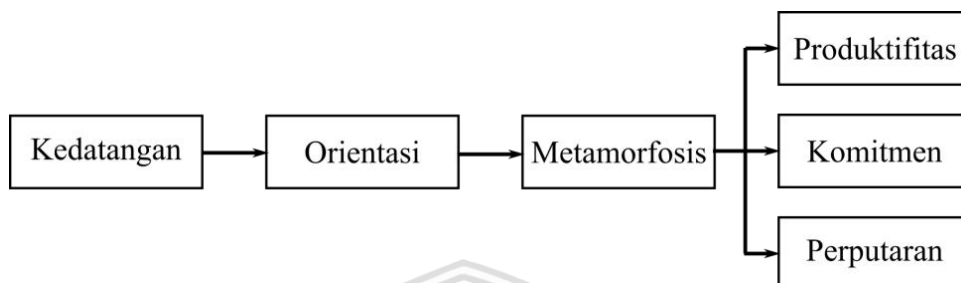 Kedatangan
Orientasi
Metamorfosis
Produktifitas
Komitmen
Perputaran